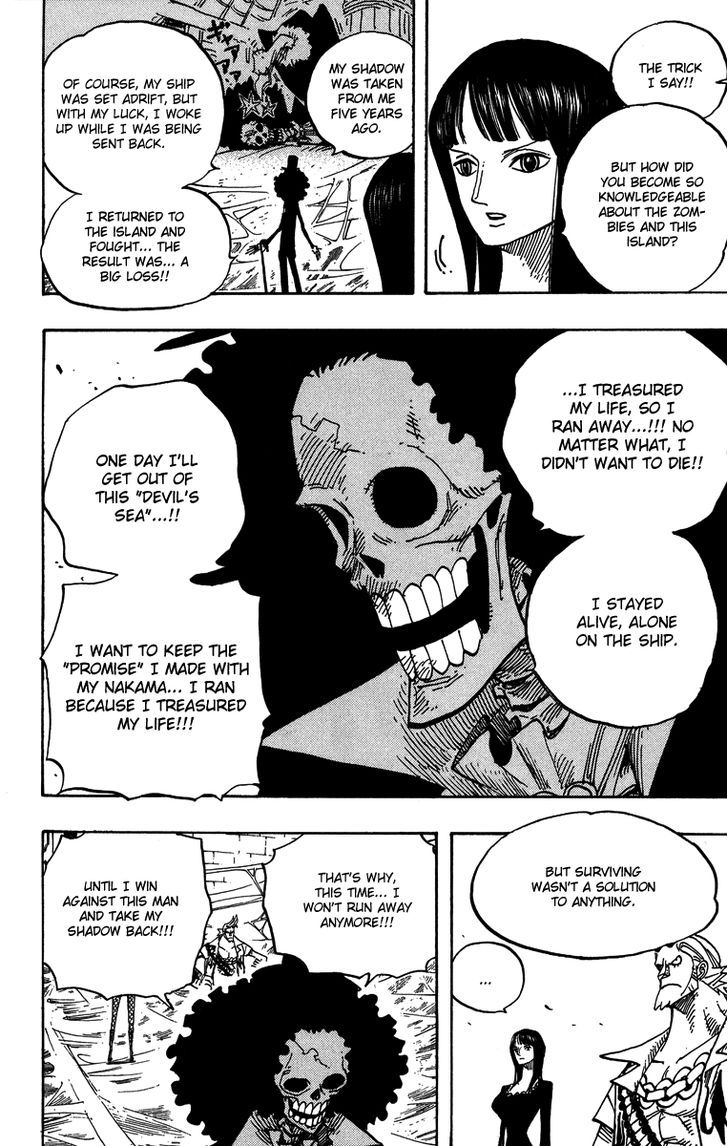 THE TRICK
I SAY!!
BUT HOW DID
YOU BECOME SO
KNOWLEDGEABLE
ABOUT THE ZOM-
BIES AND THIS
ISLAND?
MY SHADOW
WAS TAKEN
FROM ME
FIVE YEARS
AGO.
OF COURSE, MY SHIP
WAS SET ADRIFT, BUT
WITH MY LUCK, I WOKE
UP WHILE I WAS BEING
SENT BACK.
I RETURNED TO
THE ISLAND AND
FOUGHT... THE
RESULT WAS... A
BIG LOSS!!
...I TREASURED
MY LIFE, SO I
RAN AWAY...!!! NO
MATTER WHAT, I
DIDN'T WANT TO DIE!!
I STAYED
ALIVE, ALONE
ON THE SHIP.
ONE DAY I'LL
GET OUT OF
THIS "DEVIL'S
SEA"...!!
I WANT TO KEEP THE
"PROMISE" I MADE WITH
MY NAKAMA... I RAN
BECAUSE I TREASURED
MY LIFE!!!
BUT SURVIVING
WASN'T A SOLUTION
TO ANYTHING.
...
THAT'S WHY,
THIS TIME... I
WON'T RUN AWAY
ANYMORE!!!
UNTIL I WIN
AGAINST THIS MAN
AND TAKE MY
SHADOW BACK!!!